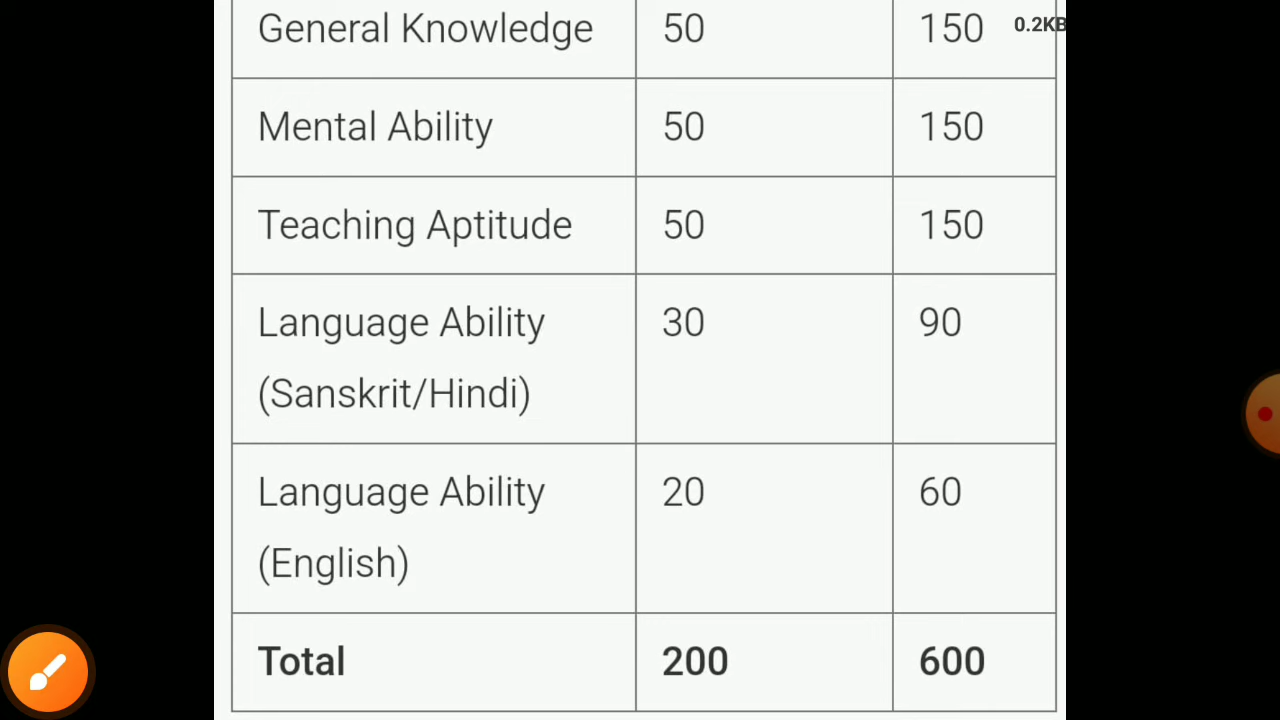 General Knowledge 50 150 0.2KB
Mental Ability 50 150
Teaching Aptitude 50 150
Language Ability 30 90
(Sanskrit/Hindi)
Language Ability 20 60
(English)
Total 200 600